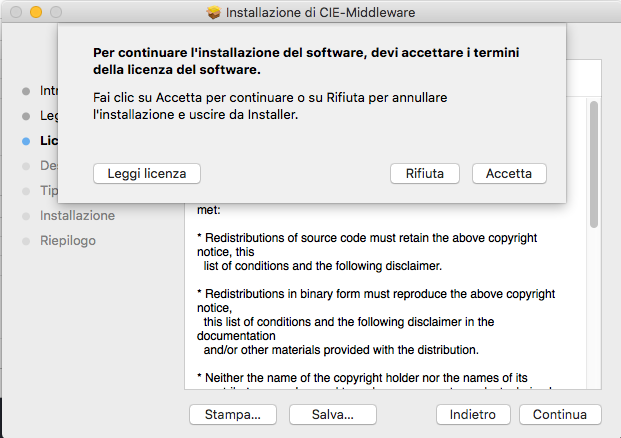 Installazione di CIE-Middleware
Per continuare l'installazione del software, devi accettare i termini
della licenza del software.
Fai clic su Accetta per continuare o su Rifiuta per annullare
l'installazione e uscire da Installer.
Leggi licenza
Rifiuta
Accetta
Intr
Leg
Lic
De
Tip
Installazione
Riepilogo
met:
* Redistributions of source code must retain the above copyright
notice, this
list of conditions and the following disclaimer.
* Redistributions in binary form must reproduce the above copyright
notice,
this list of conditions and the following disclaimer in the
documentation
and/or other materials provided with the distribution.
* Neither the name of the copyright holder nor the names of its
Stampa...
Salva...
Indietro
Continua